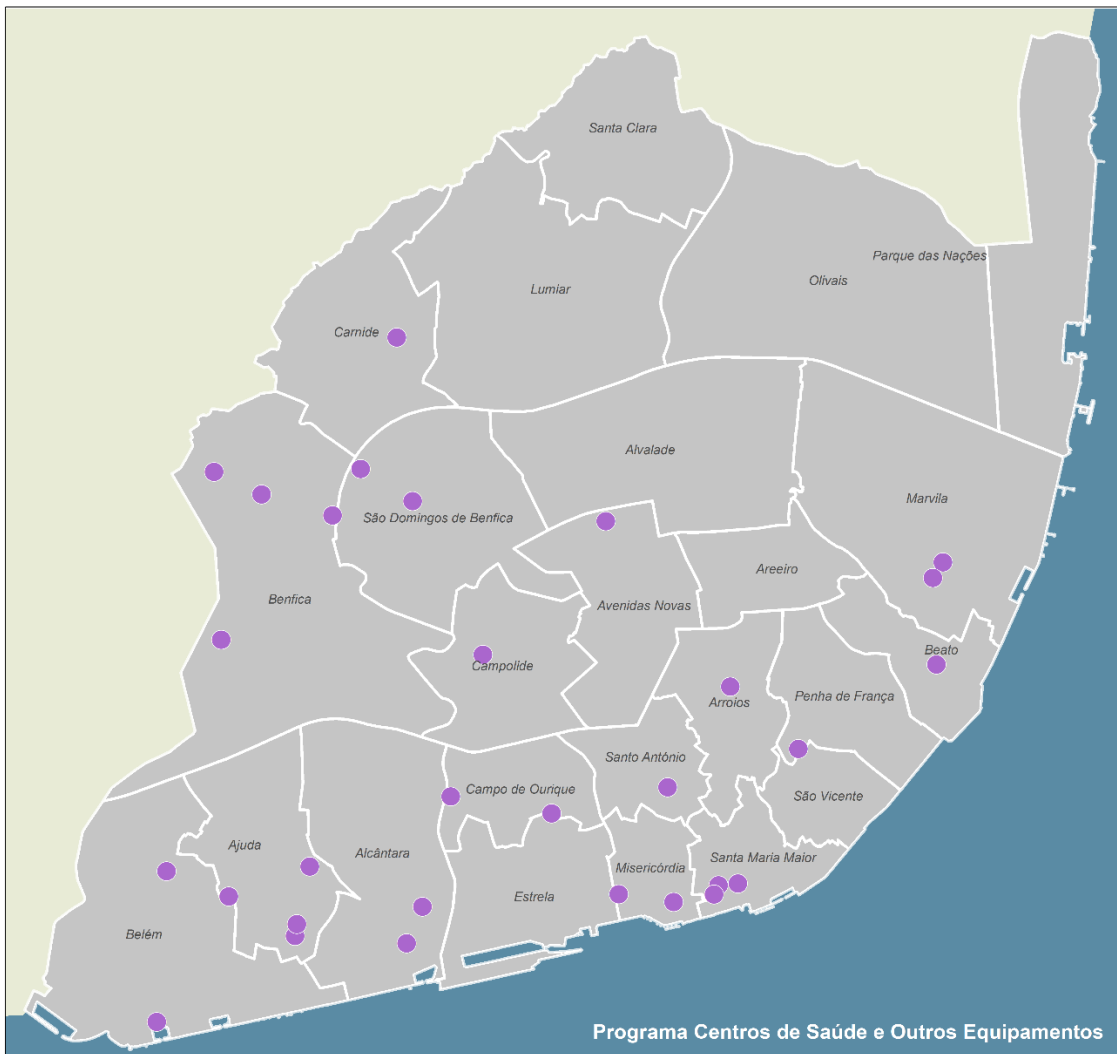 Santa Clara
Parque das Nações
Olivais
Lumiar
Carnide
Alvalade
Marvila
São Domingos de Benfica
Areeiro
Benfica
Avenidas Novas
Beato
Campolide
Penha de França
Arroios
Santo António
Campo de Ourique
São Vicente
Ajuda
Alcântara
Santa Maria Maior
Misericórdia
Estrela
Belém
Programa Centros de Saúde e Outros Equipamentos